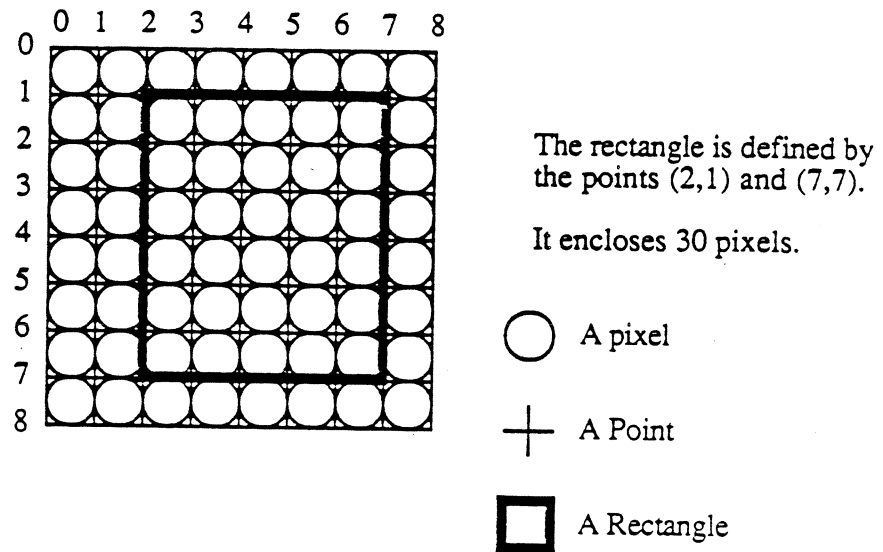 0 1 2 3 4 5 6 7 8
0
1
2
3
4
5
6
7
8
The rectangle is defined by
the points (2,1) and (7,7).
It encloses 30 pixels.
A pixel
A Point
A Rectangle